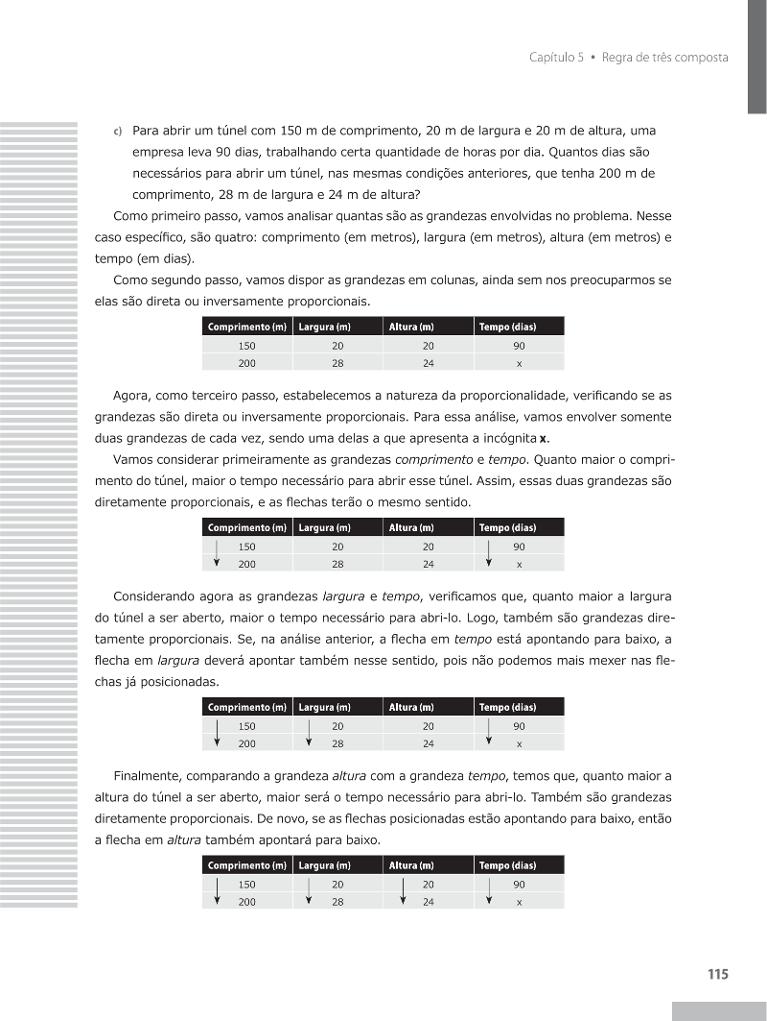 Capítulo 5 • Regra de três composta
c) Para abrir um túnel com 150 m de comprimento, 20 m de largura e 20 m de altura, uma
empresa leva 90 dias, trabalhando certa quantidade de horas por dia. Quantos dias são
necessários para abrir um túnel, nas mesmas condições anteriores, que tenha 200 m de
comprimento, 28 m de largura e 24 m de altura?
Como primeiro passo, vamos analisar quantas são as grandezas envolvidas no problema. Nesse
caso específico, são quatro: comprimento (em metros), largura (em metros), altura (em metros) e
tempo (em dias).
Como segundo passo, vamos dispor as grandezas em colunas, ainda sem nos preocuparmos se
elas são direta ou inversamente proporcionais.
Comprimento (m) Largura (m) Altura (m) Tempo (dias)
150 20 20 90
200 28 24 x
Agora, como terceiro passo, estabelecemos a natureza da proporcionalidade, verificando se as
grandezas são direta ou inversamente proporcionais. Para essa análise, vamos envolver somente
duas grandezas de cada vez, sendo uma delas a que apresenta a incógnita x.
Vamos considerar primeiramente as grandezas comprimento e tempo. Quanto maior o compri-
mento do túnel, maior o tempo necessário para abrir esse túnel. Assim, essas duas grandezas são
diretamente proporcionais, e as flechas terão o mesmo sentido.
Comprimento (m) Largura (m) Altura (m) Tempo (dias)
150 20 20 90
200 28 24 x
Considerando agora as grandezas largura e tempo, verificamos que, quanto maior a largura
do túnel a ser aberto, maior o tempo necessário para abri-lo. Logo, também são grandezas dire-
tamente proporcionais. Se, na análise anterior, a flecha em tempo está apontando para baixo, a
flecha em largura deverá apontar também nesse sentido, pois não podemos mais mexer nas fle-
chas já posicionadas.
Comprimento (m) Largura (m) Altura (m) Tempo (dias)
150 20 20 90
200 28 24 x
Finalmente, comparando a grandeza altura com a grandeza tempo, temos que, quanto maior a
altura do túnel a ser aberto, maior será o tempo necessário para abri-lo. Também são grandezas
diretamente proporcionais. De novo, se as flechas posicionadas estão apontando para baixo, então
a flecha em altura também apontará para baixo.
Comprimento (m) Largura (m) Altura (m) Tempo (dias)
150 20 20 90
200 28 24 x
115